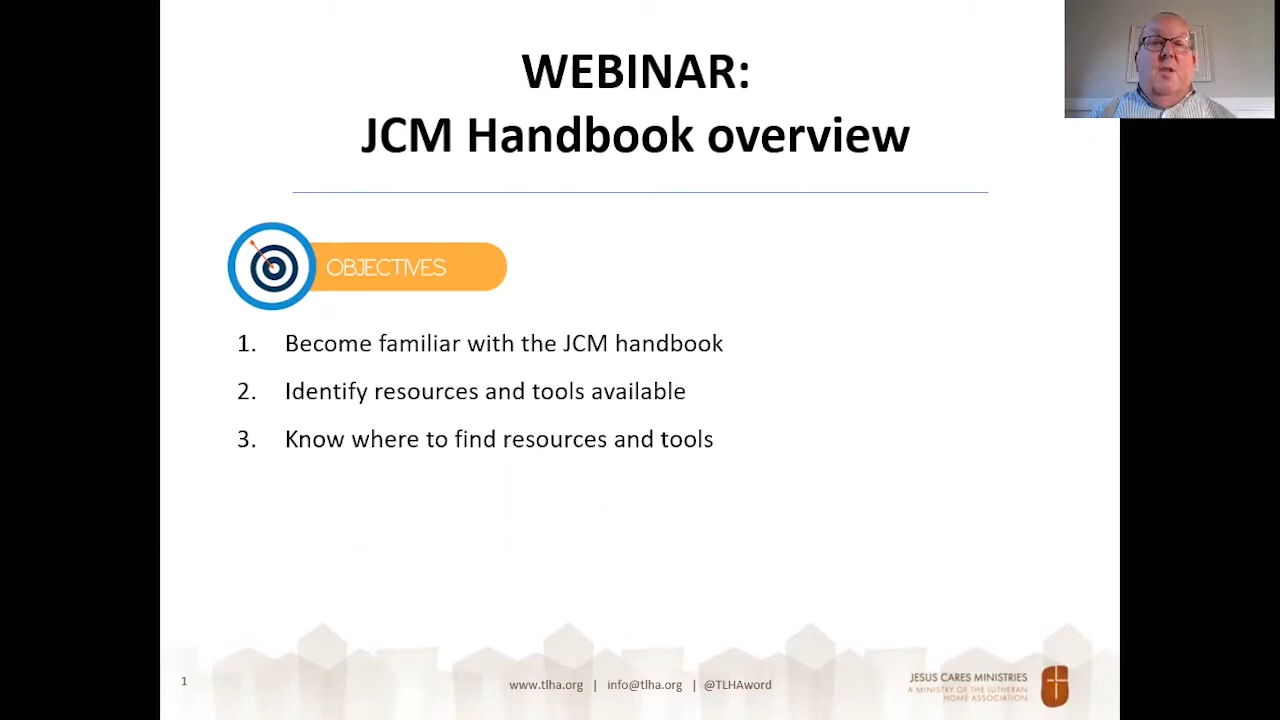 WEBINAR:
JCM Handbook overview
OBJECTIVES
1. Become familiar with the JCM handbook
2. Identify resources and tools available
3. Know where to find resources and tools
1
www.tlha.org | info@tlha.org | @TLHAword
JESUS CARES MINISTRIES
A MINISTRY OF THE LUTHERAN
HOME ASSOCIATION